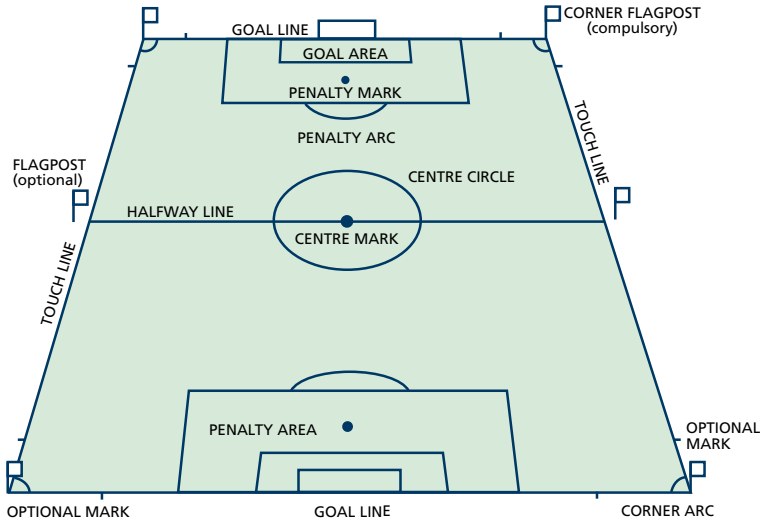 GOAL LINE
CORNER FLAGPOST
(compulsory)
GOAL AREA
PENALTY MARK
TOUCH LINE
PENALTY ARC
FLAGPOST
(optional)
CENTRE CIRCLE
HALFWAY LINE
CENTRE MARK
TOUCH LINE
PENALTY AREA
OPTIONAL
MARK
OPTIONAL MARK
GOAL LINE
CORNER ARC